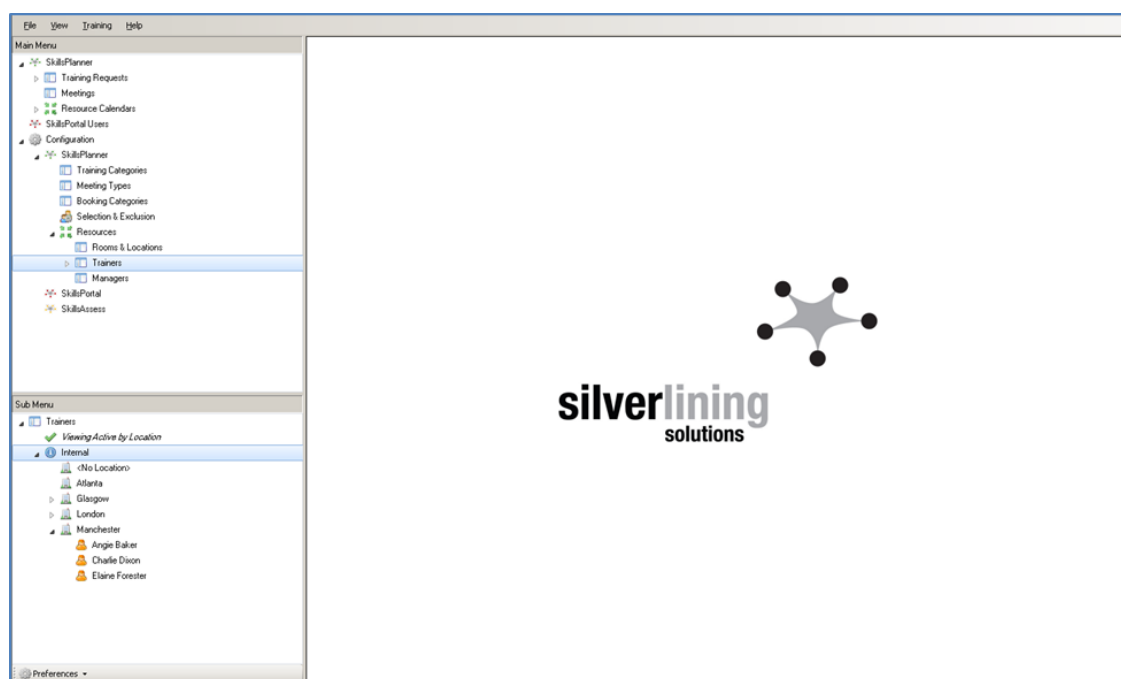 File View Training Help
Main Menu
SkillsPlanner
Training Requests
Meetings
Resource Calendars
SkillsPortal Users
Configuration
SkillsPlanner
Training Categories
Meeting Types
Booking Categories
Selection & Exclusion
Resources
Rooms & Locations
Trainers
Managers
SkillsPortal
SkillsAssess
silverlining
solutions
Sub Menu
Trainers
Viewing Active by Location
Internal
<No Location>
Atlanta
Glasgow
London
Manchester
Angie Baker
Charlie Dixon
Elaine Forester
Preferences